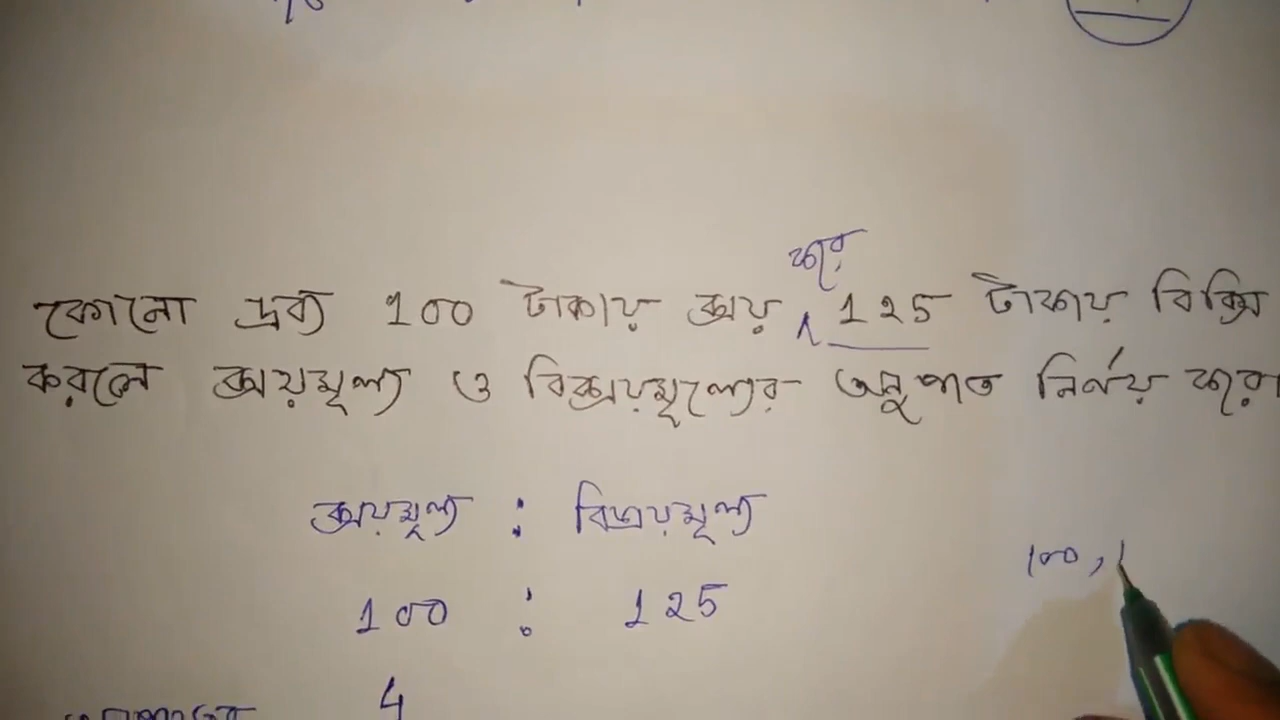 কোনো দ্রব্য 100 টাকায় ক্রয় করে 125 টাকায় বিক্রি
করলে ক্রয়মূল্য ও বিক্রয়মূল্যের অনুপাত নির্ণয় করো।
ক্রয়মূল্য : বিক্রয়মূল্য
100 : 125
100 , 1
4